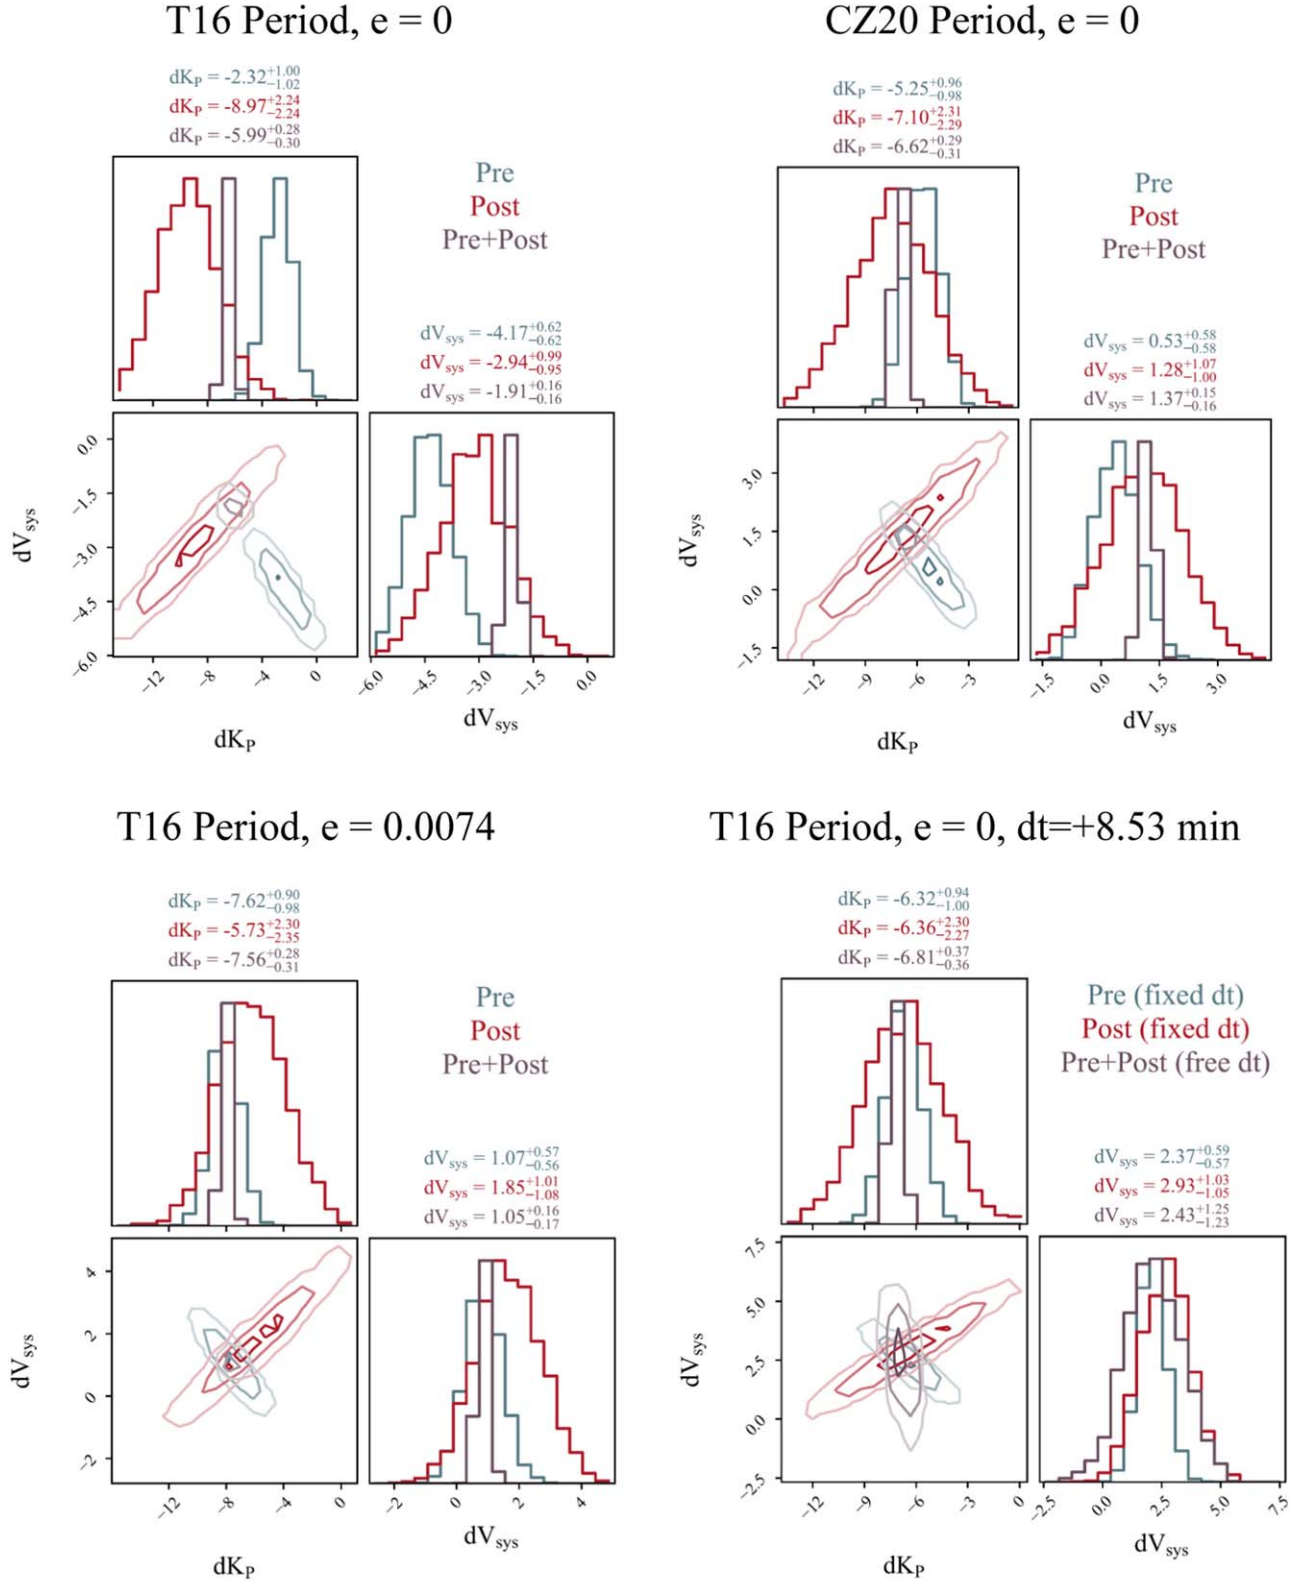 T16 Period, e = 0
dK_P = -2.32^{+1.00}_{-1.02}
dK_P = -8.97^{+2.24}_{-2.24}
dK_P = -5.99^{+0.28}_{-0.30}
Pre
Post
Pre+Post
dV_sys = -4.17^{+0.62}_{-0.62}
dV_sys = -2.94^{+0.99}_{-0.95}
dV_sys = -1.91^{+0.16}_{-0.16}
0.0
−1.5
−3.0
−4.5
−6.0
dV_sys
−12 −8 −4 0
dK_P
−6.0 −4.5 −3.0 −1.5 0.0
dV_sys
CZ20 Period, e = 0
dK_P = -5.25^{+0.96}_{-0.98}
dK_P = -7.10^{+2.31}_{-2.29}
dK_P = -6.62^{+0.29}_{-0.31}
Pre
Post
Pre+Post
dV_sys = 0.53^{+0.58}_{-0.58}
dV_sys = 1.28^{+1.07}_{-1.00}
dV_sys = 1.37^{+0.15}_{-0.16}
3.0
1.5
0.0
−1.5
dV_sys
−12 −9 −6 −3
dK_P
−1.5 0.0 1.5 3.0
dV_sys
T16 Period, e = 0.0074
dK_P = -7.62^{+0.90}_{-0.98}
dK_P = -5.73^{+2.30}_{-2.35}
dK_P = -7.56^{+0.28}_{-0.31}
Pre
Post
Pre+Post
dV_sys = 1.07^{+0.57}_{-0.56}
dV_sys = 1.85^{+1.01}_{-1.08}
dV_sys = 1.05^{+0.16}_{-0.17}
4
2
0
−2
dV_sys
−12 −8 −4 0
dK_P
−2 0 2 4
dV_sys
T16 Period, e = 0, dt=+8.53 min
dK_P = -6.32^{+0.94}_{-1.00}
dK_P = -6.36^{+2.30}_{-2.27}
dK_P = -6.81^{+0.37}_{-0.36}
Pre (fixed dt)
Post (fixed dt)
Pre+Post (free dt)
dV_sys = 2.37^{+0.59}_{-0.57}
dV_sys = 2.93^{+1.03}_{-1.05}
dV_sys = 2.43^{+1.25}_{-1.23}
7.5
5.0
2.5
0.0
−2.5
dV_sys
−12 −9 −6 −3 0
dK_P
−2.5 0.0 2.5 5.0 7.5
dV_sys